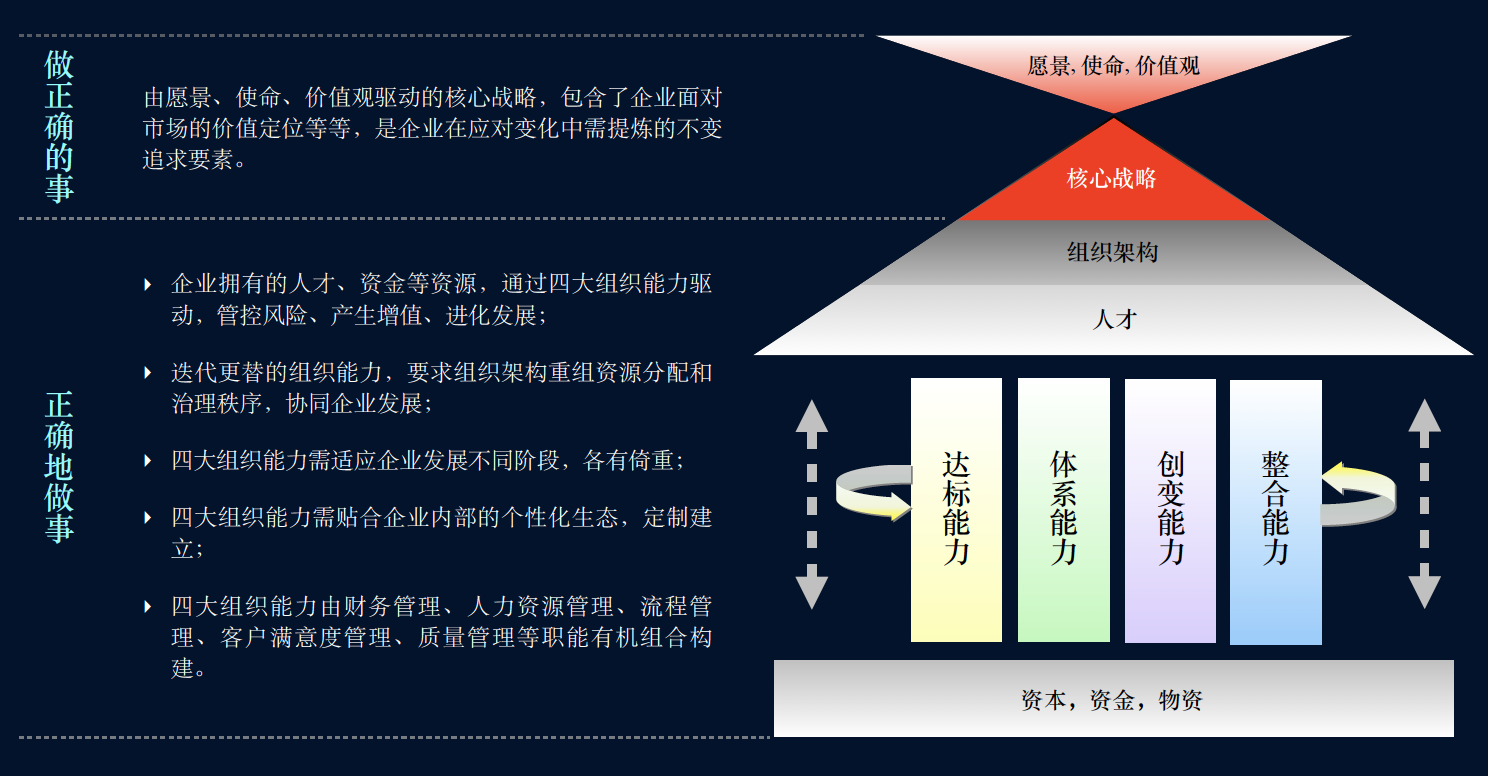 做正确的事
由愿景、使命、价值观驱动的核心战略，包含了企业面对
市场的价值定位等等，是企业在应对变化中需提炼的不变
追求要素。
正确地做事
企业拥有的人才、资金等资源，通过四大组织能力驱
动，管控风险、产生增值、进化发展；
迭代更替的组织能力，要求组织架构重组资源分配和
治理秩序，协同企业发展；
四大组织能力需适应企业发展不同阶段，各有倚重；
四大组织能力需贴合企业内部的个性化生态，定制建
立；
四大组织能力由财务管理、人力资源管理、流程管
理、客户满意度管理、质量管理等职能有机组合构
建。
愿景, 使命, 价值观
核心战略
组织架构
人才
达标能力
体系能力
创变能力
整合能力
资本，资金，物资